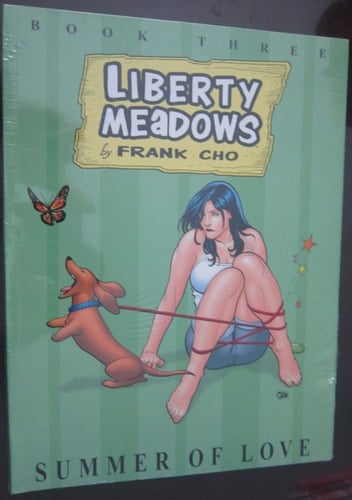 BOOK THREE
LIBERTY
MEADOWS
by FRANK CHO
SUMMER OF LOVE